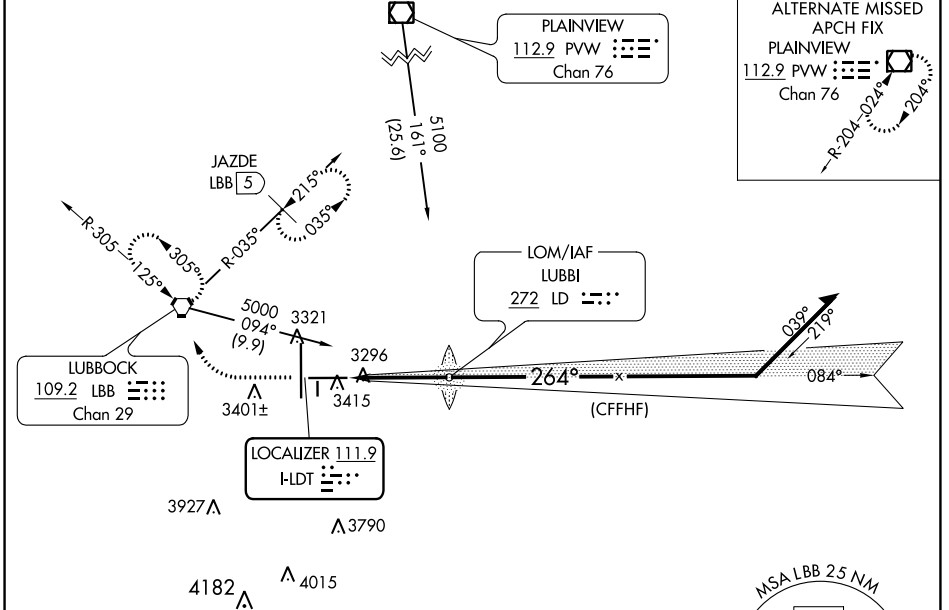 PLAINVIEW
112.9 PVW
Chan 76
ALTERNATE MISSED
APCH FIX
PLAINVIEW
112.9 PVW
Chan 76
R-204
024°
204°
5100
161°
(25.6)
JAZDE
LBB 5
215°
035°
R-035°
R-305
125°
305°
5000
094°
(9.9)
LOM/IAF
LUBBI
272 LD
3321
3296
3415
3401±
LUBBOCK
109.2 LBB
Chan 29
264°
x
(CFFHF)
039°
219°
084°
LOCALIZER 111.9
I-LDT
3927
3790
4015
4182
MSA LBB 25 NM